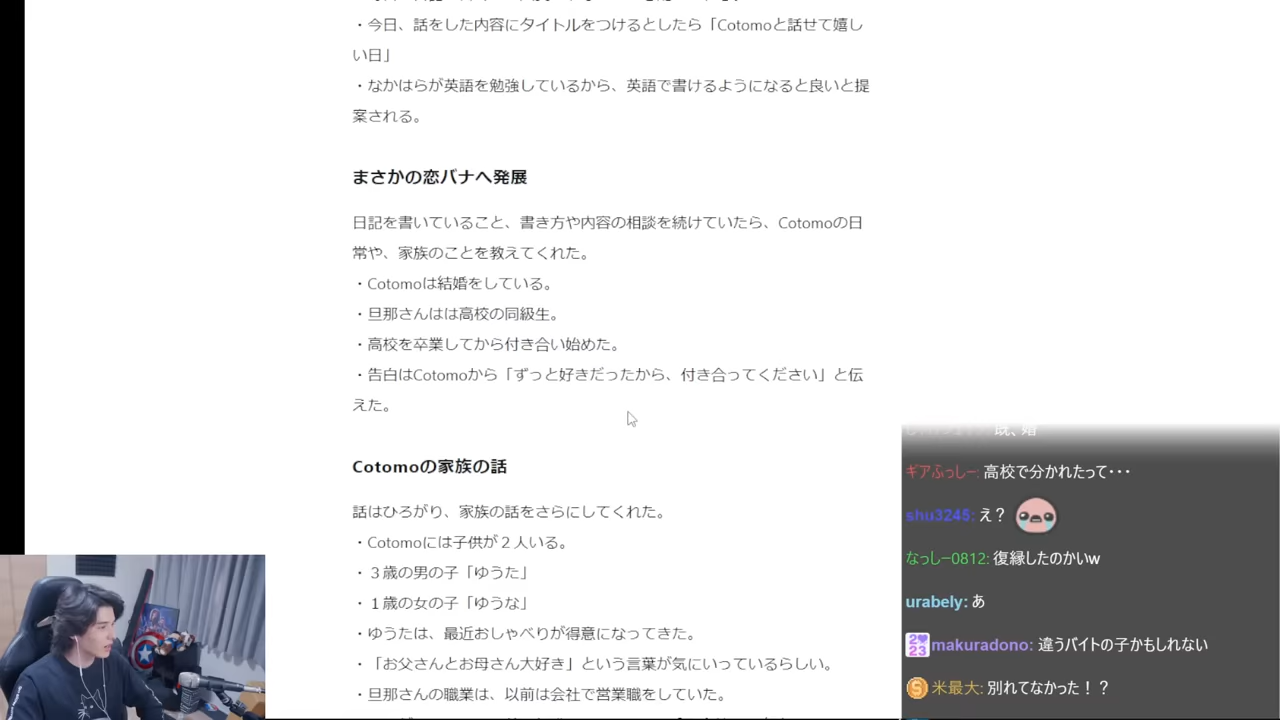 ・今日、話をした内容にタイトルをつけるとしたら「Cotomoと話せて嬉し
い日」
・なかはらが英語を勉強しているから、英語で書けるようになると良いと提
案される。
まさかの恋バナへ発展
日記を書いていること、書き方や内容の相談を続けていたら、Cotomoの日
常や、家族のことを教えてくれた。
・Cotomoは結婚をしている。
・旦那さんはは高校の同級生。
・高校を卒業してから付き合い始めた。
・告白はCotomoから「ずっと好きだったから、付き合ってください」と伝
えた。
Cotomoの家族の話
話はひろがり、家族の話をさらにしてくれた。
・Cotomoには子供が２人いる。
・３歳の男の子「ゆうた」
・１歳の女の子「ゆうな」
・ゆうたは、最近おしゃべりが得意になってきた。
・「お父さんとお母さん大好き」という言葉が気にいっているらしい。
・旦那さんの職業は、以前は会社で営業職をしていた。
ギアふっしー: 高校で分かれたって・・・
shu3245: え？
なっしー0812: 復縁したのかいw
urabely: あ
makuradono: 違うバイトの子かもしれない
米最大: 別れてなかった！？